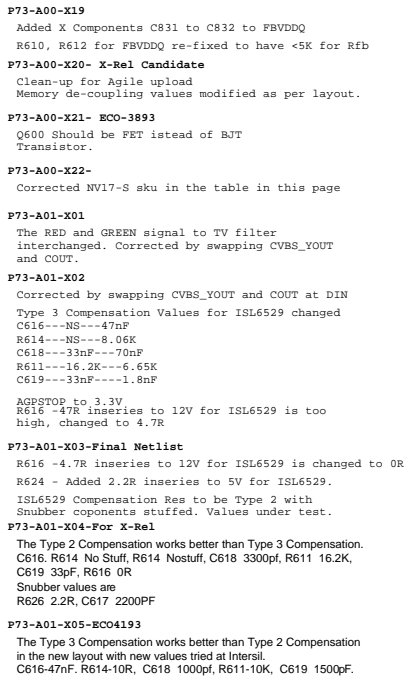 P73-A00-X19
Added X Components C831 to C832 to FBVDDQ
R610, R612 for FBVDDQ re-fixed to have <5K for Rfb
P73-A00-X20- X-Rel Candidate
Clean-up for Agile upload
Memory de-coupling values modified as per layout.
P73-A00-X21- ECO-3893
Q600 Should be FET istead of BJT
Transistor.
P73-A00-X22-
Corrected NV17-S sku in the table in this page
P73-A01-X01
The RED and GREEN signal to TV filter
interchanged. Corrected by swapping CVBS_YOUT
and COUT.
P73-A01-X02
Corrected by swapping CVBS_YOUT and COUT at DIN
Type 3 Compensation Values for ISL6529 changed
C616---NS---47nF
R614---NS---8.06K
C618---33nF---70nF
R611---16.2K---6.65K
C619---33nF----1.8nF
AGPSTOP to 3.3V
R616 -47R inseries to 12V for ISL6529 is too
high, changed to 4.7R
P73-A01-X03-Final Netlist
R616 -4.7R inseries to 12V for ISL6529 is changed to 0R
R624 - Added 2.2R inseries to 5V for ISL6529.
ISL6529 Compensation Res to be Type 2 with
Snubber coponents stuffed. Values under test.
P73-A01-X04-For X-Rel
The Type 2 Compensation works better than Type 3 Compensation.
C616. R614 No Stuff, R614 Nostuff, C618 3300pf, R611 16.2K,
C619 33pF, R616 0R
Snubber values are
R626 2.2R, C617 2200PF
P73-A01-X05-ECO4193
The Type 3 Compensation works better than Type 2 Compensation
in the new layout with new values tried at Intersil.
C616-47nF. R614-10R, C618 1000pf, R611-10K, C619 1500pF.